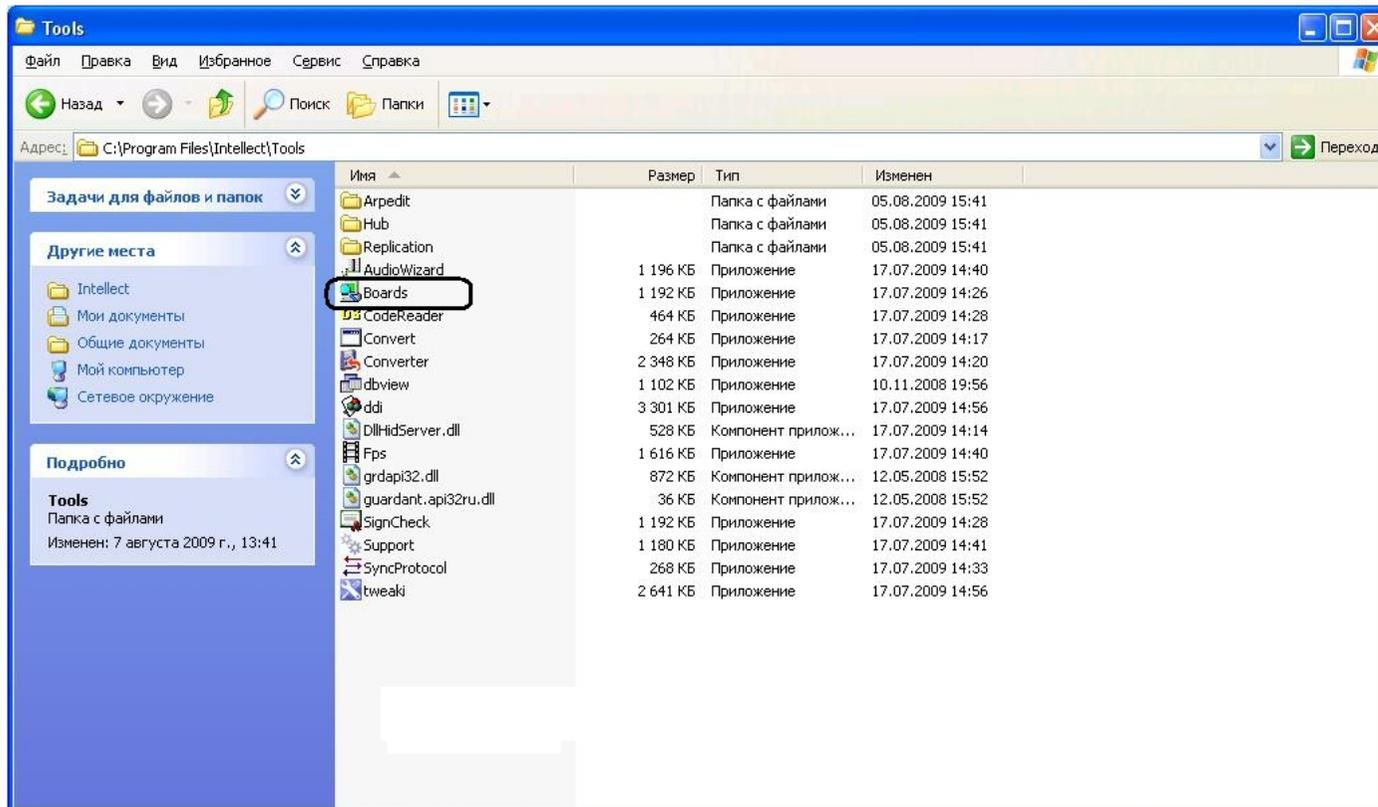 Tools
Файл Правка Вид Избранное Сервис Справка
Назад Поиск Папки
Адрес: C:\Program Files\Intellect\Tools Переход
Имя Размер Тип Изменен
Задачи для файлов и папок
Другие места
Intellect
Мои документы
Общие документы
Мой компьютер
Сетевое окружение
Подробно
Tools
Папка с файлами
Изменен: 7 августа 2009 г., 13:41
Arpedit Папка с файлами 05.08.2009 15:41
Hub Папка с файлами 05.08.2009 15:41
Replication Папка с файлами 05.08.2009 15:41
AudioWizard 1 196 КБ Приложение 17.07.2009 14:40
Boards 1 192 КБ Приложение 17.07.2009 14:26
CodeReader 464 КБ Приложение 17.07.2009 14:28
Convert 264 КБ Приложение 17.07.2009 14:17
Converter 2 348 КБ Приложение 17.07.2009 14:20
dbview 1 102 КБ Приложение 10.11.2008 19:56
ddi 3 301 КБ Приложение 17.07.2009 14:56
DllHidServer.dll 528 КБ Компонент прилож... 17.07.2009 14:14
Fps 1 616 КБ Приложение 17.07.2009 14:40
grdapi32.dll 872 КБ Компонент прилож... 12.05.2008 15:52
guardant.api32ru.dll 36 КБ Компонент прилож... 12.05.2008 15:52
SignCheck 1 192 КБ Приложение 17.07.2009 14:28
Support 1 180 КБ Приложение 17.07.2009 14:41
SyncProtocol 268 КБ Приложение 17.07.2009 14:33
tweaki 2 641 КБ Приложение 17.07.2009 14:56